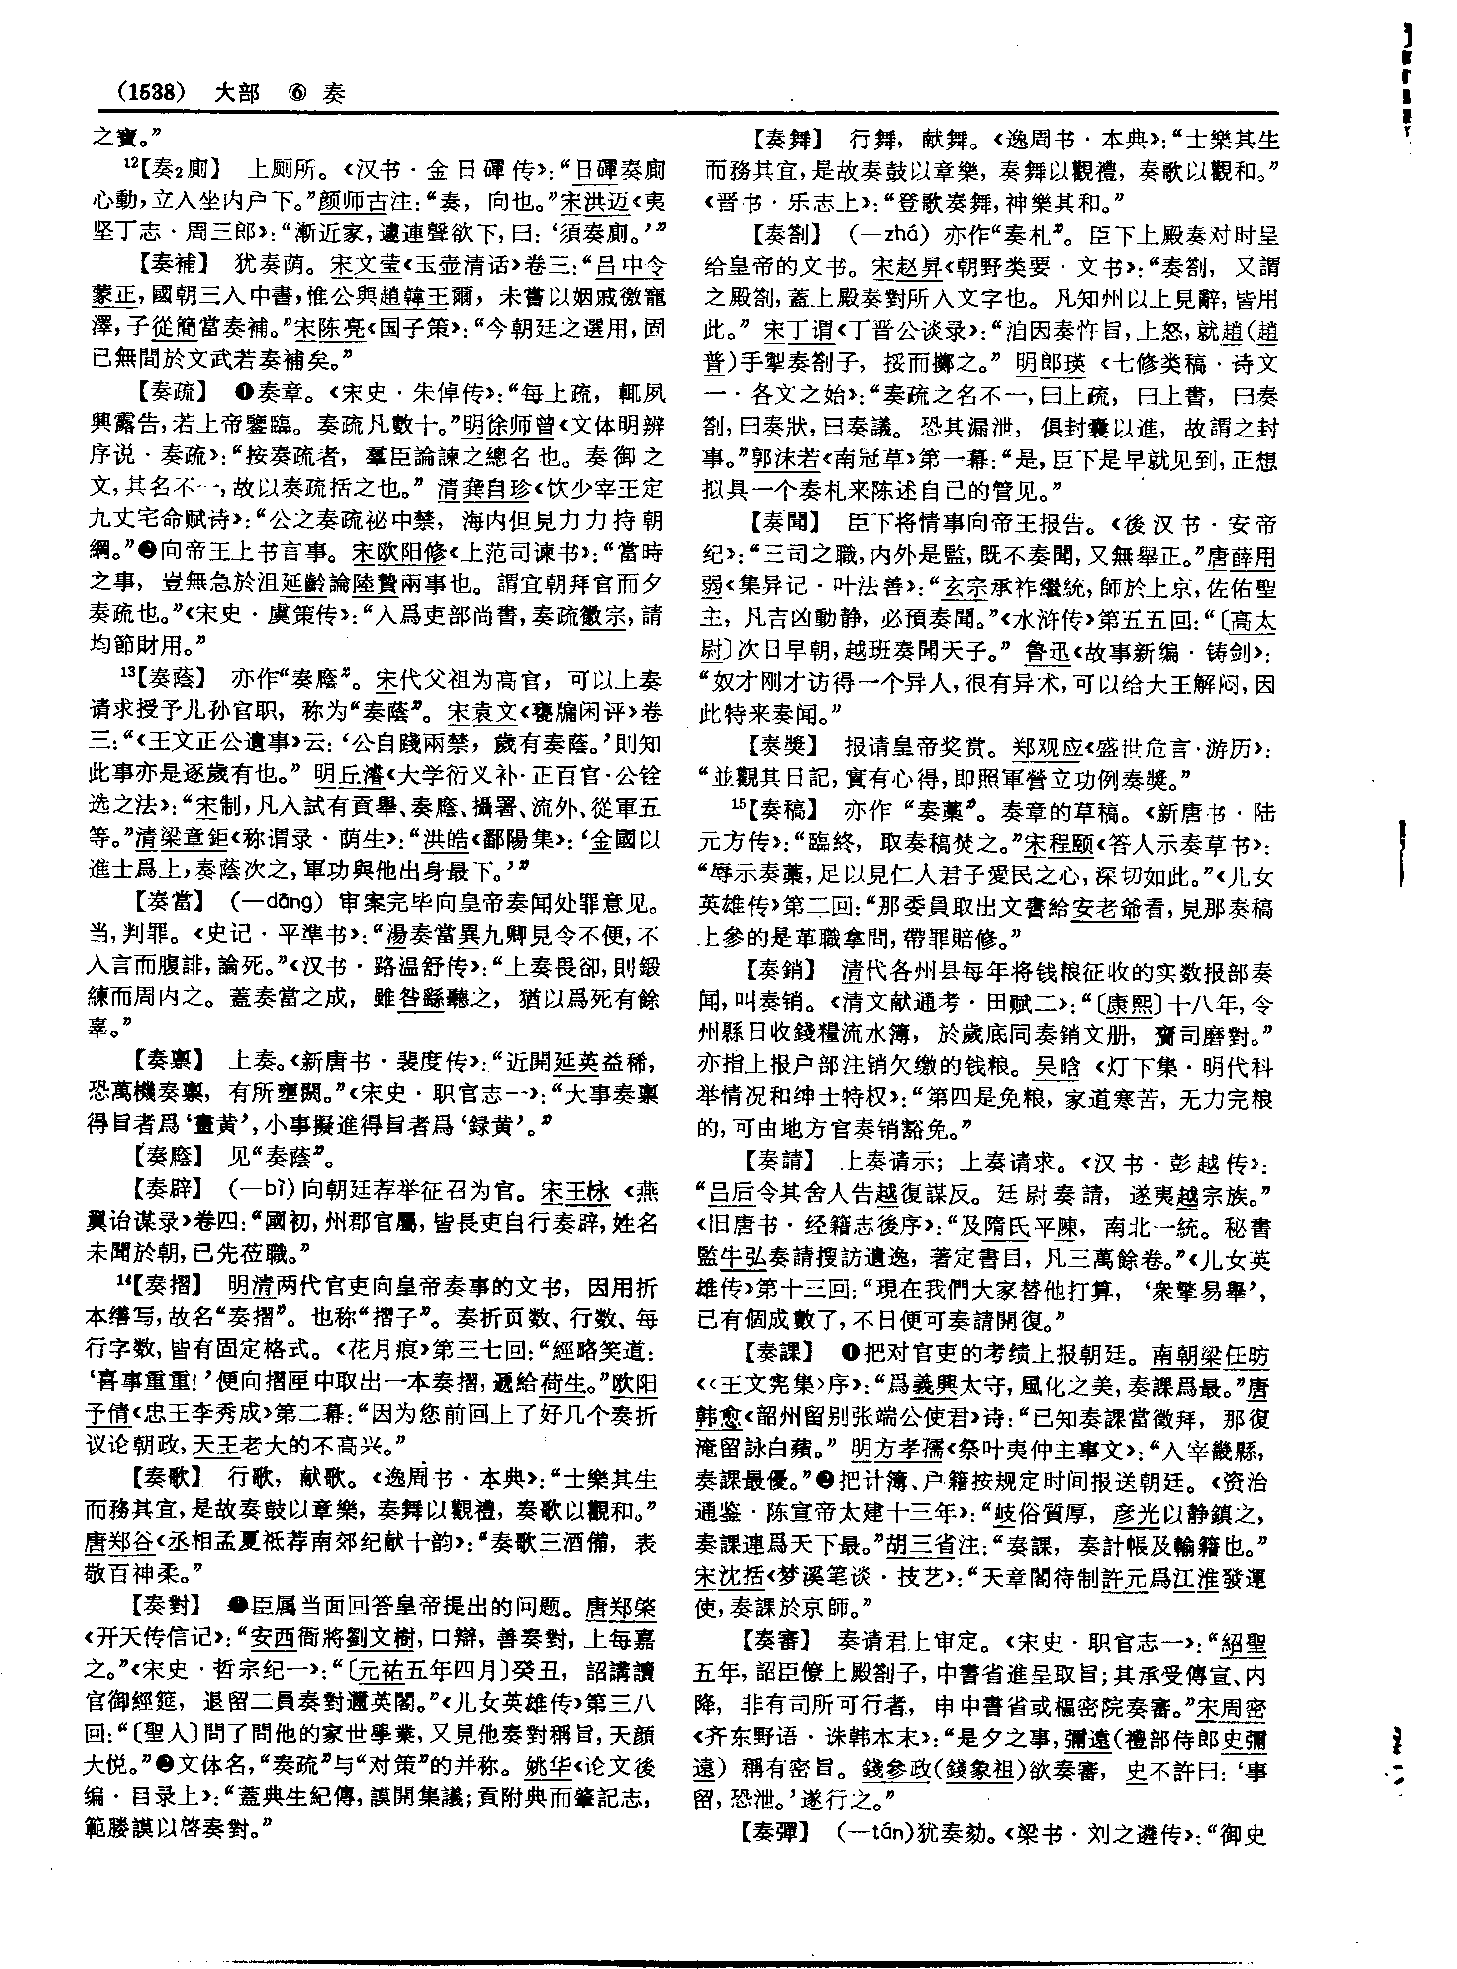 (1538) 大部 ⑥ 奏
之寶。”
12【奏₂廁】 上厕所。《汉书·金日磾传》：“日磾奏廁
心動，立入坐内户下。”颜师古注：“奏，向也。”宋洪迈《夷
坚丁志·周三郎》：“漸近家，遽連聲欲下，曰：‘須奏廁。’”
【奏補】 犹奏荫。宋文莹《玉壶清话》卷三：“吕中令
蒙正，國朝三入中書，惟公與趙韓王爾，未嘗以姻戚徼寵
澤，子從簡當奏補。”宋陈亮《国子策》：“今朝廷之選用，固
已無間於文武若奏補矣。”
【奏疏】 ❶奏章。《宋史·朱倬传》：“每上疏，輒夙
興露告，若上帝鑒臨。奏疏凡數十。”明徐师曾《文体明辨
序说·奏疏》：“按奏疏者，羣臣論諫之總名也。奏御之
文，其名不一，故以奏疏括之也。”清龚自珍《饮少宰王定
九丈宅命赋诗》：“公之奏疏祕中禁，海内但見力力持朝
綱。”❷向帝王上书言事。宋欧阳修《上范司谏书》：“當時
之事，豈無急於沮延齡論陸贄兩事也。謂宜朝拜官而夕
奏疏也。”《宋史·虞策传》：“入爲吏部尚書，奏疏徽宗，請
均節財用。”
13【奏蔭】 亦作“奏廕”。宋代父祖为高官，可以上奏
请求授予儿孙官职，称为“奏蔭”。宋袁文《甕牖闲评》卷
三：“《王文正公遺事》云：‘公自踐兩禁，歲有奏蔭。’則知
此事亦是逐歲有也。”明丘濬《大学衍义补·正百官·公铨
选之法》：“宋制，凡入試有貢舉、奏廕、攝署、流外、從軍五
等。”清梁章鉅《称谓录·荫生》：“洪皓《鄱陽集》：‘金國以
進士爲上，奏蔭次之，軍功與他出身最下。’”
【奏當】 （—dāng）审案完毕向皇帝奏闻处罪意见。
当，判罪。《史记·平準书》：“湯奏當異九卿見令不便，不
入言而腹誹，論死。”《汉书·路温舒传》：“上奏畏卻，則鍛
練而周内之。蓋奏當之成，雖咎繇聽之，猶以爲死有餘
辜。”
【奏禀】 上奏。《新唐书·裴度传》：“近開延英益稀，
恐萬機奏禀，有所壅閼。”《宋史·职官志一》：“大事奏禀
得旨者爲‘畫黄’，小事擬進得旨者爲‘録黄’。”
【奏廕】 见“奏蔭”。
【奏辟】 （—bì）向朝廷荐举征召为官。宋王栐《燕
翼诒谋录》卷四：“國初，州郡官屬，皆長吏自行奏辟，姓名
未聞於朝，已先莅職。”
14【奏摺】 明清两代官吏向皇帝奏事的文书，因用折
本缮写，故名“奏摺”。也称“摺子”。奏折页数、行数、每
行字数，皆有固定格式。《花月痕》第三七回：“經略笑道：
‘喜事重重！’便向摺匣中取出一本奏摺，遞給荷生。”欧阳
予倩《忠王李秀成》第二幕：“因为您前回上了好几个奏折
议论朝政，天王老大的不高兴。”
【奏歌】 行歌，献歌。《逸周书·本典》：“士樂其生
而務其宜，是故奏鼓以章樂，奏舞以觀禮，奏歌以觀和。”
唐郑谷《丞相孟夏祗荐南郊纪献十韵》：“奏歌三酒備，表
敬百神柔。”
【奏對】 ❶臣属当面回答皇帝提出的问题。唐郑棨
《开天传信记》：“安西衙將劉文樹，口辯，善奏對，上每嘉
之。”《宋史·哲宗纪一》：“〔元祐五年四月〕癸丑，詔講讀
官御經筵，退留二員奏對邇英閣。”《儿女英雄传》第三八
回：“〔聖人〕問了問他的家世學業，又見他奏對稱旨，天顔
大悦。”❷文体名，“奏疏”与“对策”的并称。姚华《论文後
编·目录上》：“蓋典生紀傳，謨開集議；貢附典而肇記志，
範勝謨以啓奏對。”
【奏舞】 行舞，献舞。《逸周书·本典》：“士樂其生
而務其宜，是故奏鼓以章樂，奏舞以觀禮，奏歌以觀和。”
《晋书·乐志上》：“登歌奏舞，神樂其和。”
【奏劄】 （—zhá）亦作“奏札”。臣下上殿奏对时呈
给皇帝的文书。宋赵昇《朝野类要·文书》：“奏劄，又謂
之殿劄，蓋上殿奏對所入文字也。凡知州以上見辭，皆用
此。”宋丁谓《丁晋公谈录》：“洎因奏忤旨，上怒，就趙（趙
普）手掣奏劄子，挼而擲之。”明郎瑛《七修类稿·诗文
一·各文之始》：“奏疏之名不一，曰上疏，曰上書，曰奏
劄，曰奏狀，曰奏議。恐其漏泄，俱封囊以進，故謂之封
事。”郭沫若《南冠草》第一幕：“是，臣下是早就见到，正想
拟具一个奏札来陈述自己的管见。”
【奏聞】 臣下将情事向帝王报告。《後汉书·安帝
纪》：“三司之職，内外是監，既不奏聞，又無舉正。”唐薛用
弱《集异记·叶法善》：“玄宗承祚繼統，師於上京，佐佑聖
主，凡吉凶動静，必預奏聞。”《水浒传》第五五回：“〔高太
尉〕次日早朝，越班奏聞天子。”鲁迅《故事新编·铸剑》：
“奴才刚才访得一个异人，很有异术，可以给大王解闷，因
此特来奏闻。”
【奏獎】 报请皇帝奖赏。郑观应《盛世危言·游历》：
“並觀其日記，實有心得，即照軍營立功例奏獎。”
15【奏稿】 亦作“奏藁”。奏章的草稿。《新唐书·陆
元方传》：“臨終，取奏稿焚之。”宋程颐《答人示奏草书》：
“辱示奏藁，足以見仁人君子愛民之心，深切如此。”《儿女
英雄传》第二回：“那委員取出文書給安老爺看，見那奏稿
上參的是革職拿問，帶罪賠修。”
【奏銷】 清代各州县每年将钱粮征收的实数报部奏
闻，叫奏销。《清文献通考·田赋二》：“〔康熙〕十八年，令
州縣日收錢糧流水簿，於歲底同奏銷文册，齎司磨對。”
亦指上报户部注销欠缴的钱粮。吴晗《灯下集·明代科
举情况和绅士特权》：“第四是免粮，家道寒苦，无力完粮
的，可由地方官奏销豁免。”
【奏請】 上奏请示；上奏请求。《汉书·彭越传》：
“吕后令其舍人告越復謀反。廷尉奏請，遂夷越宗族。”
《旧唐书·经籍志後序》：“及隋氏平陳，南北一統。秘書
監牛弘奏請搜訪遺逸，著定書目，凡三萬餘卷。”《儿女英
雄传》第十三回：“現在我們大家替他打算，‘衆擎易舉’，
已有個成數了，不日便可奏請開復。”
【奏課】 ❶把对官吏的考绩上报朝廷。南朝梁任昉
《〈王文宪集〉序》：“爲義興太守，風化之美，奏課爲最。”唐
韩愈《韶州留别张端公使君》诗：“已知奏課當徵拜，那復
淹留詠白蘋。”明方孝孺《祭叶夷仲主事文》：“入宰畿縣，
奏課最優。”❷把计簿、户籍按规定时间报送朝廷。《资治
通鉴·陈宣帝太建十三年》：“岐俗質厚，彦光以静鎮之，
奏課連爲天下最。”胡三省注：“奏課，奏計帳及輸籍也。”
宋沈括《梦溪笔谈·技艺》：“天章閣待制許元爲江淮發運
使，奏課於京師。”
【奏審】 奏请君上审定。《宋史·职官志一》：“紹聖
五年，詔臣僚上殿劄子，中書省進呈取旨；其承受傳宣、内
降，非有司所可行者，申中書省或樞密院奏審。”宋周密
《齐东野语·诛韩本末》：“是夕之事，彌遠（禮部侍郎史彌
遠）稱有密旨。錢參政（錢象祖）欲奏審，史不許曰：‘事
留，恐泄。’遂行之。”
【奏彈】 （—tán）犹奏劾。《梁书·刘之遴传》：“御史